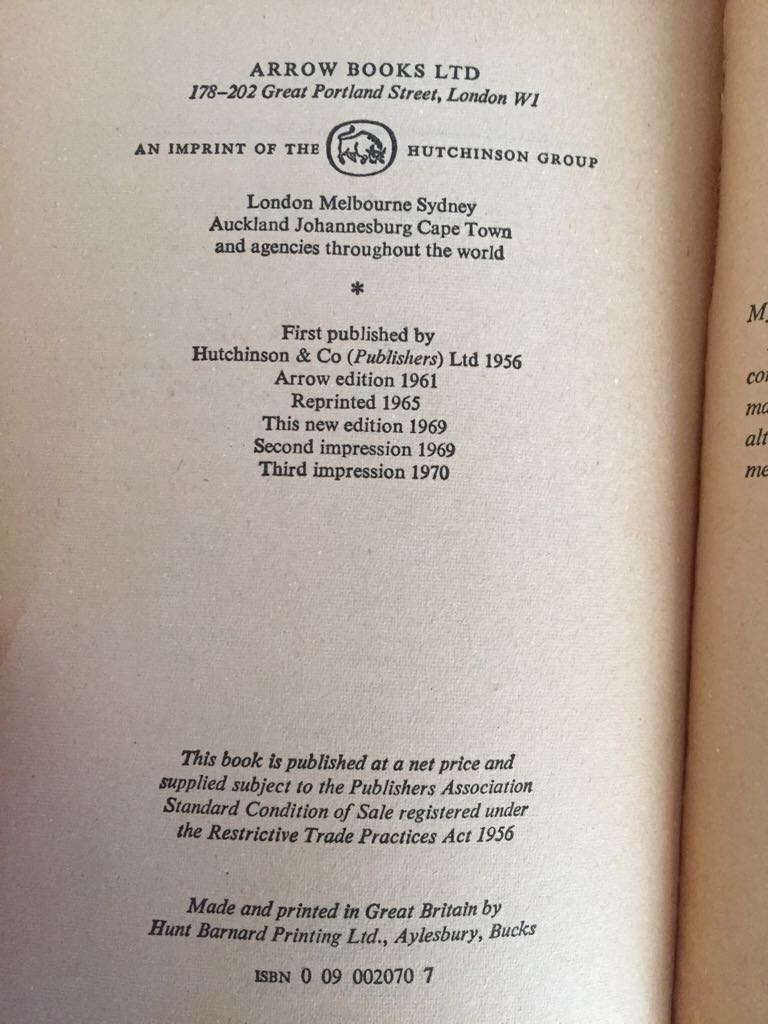 ARROW BOOKS LTD
178–202 Great Portland Street, London W1
AN IMPRINT OF THE HUTCHINSON GROUP
London Melbourne Sydney
Auckland Johannesburg Cape Town
and agencies throughout the world
*
First published by
Hutchinson & Co (Publishers) Ltd 1956
Arrow edition 1961
Reprinted 1965
This new edition 1969
Second impression 1969
Third impression 1970
This book is published at a net price and
supplied subject to the Publishers Association
Standard Condition of Sale registered under
the Restrictive Trade Practices Act 1956
Made and printed in Great Britain by
Hunt Barnard Printing Ltd., Aylesbury, Bucks
ISBN 0 09 002070 7